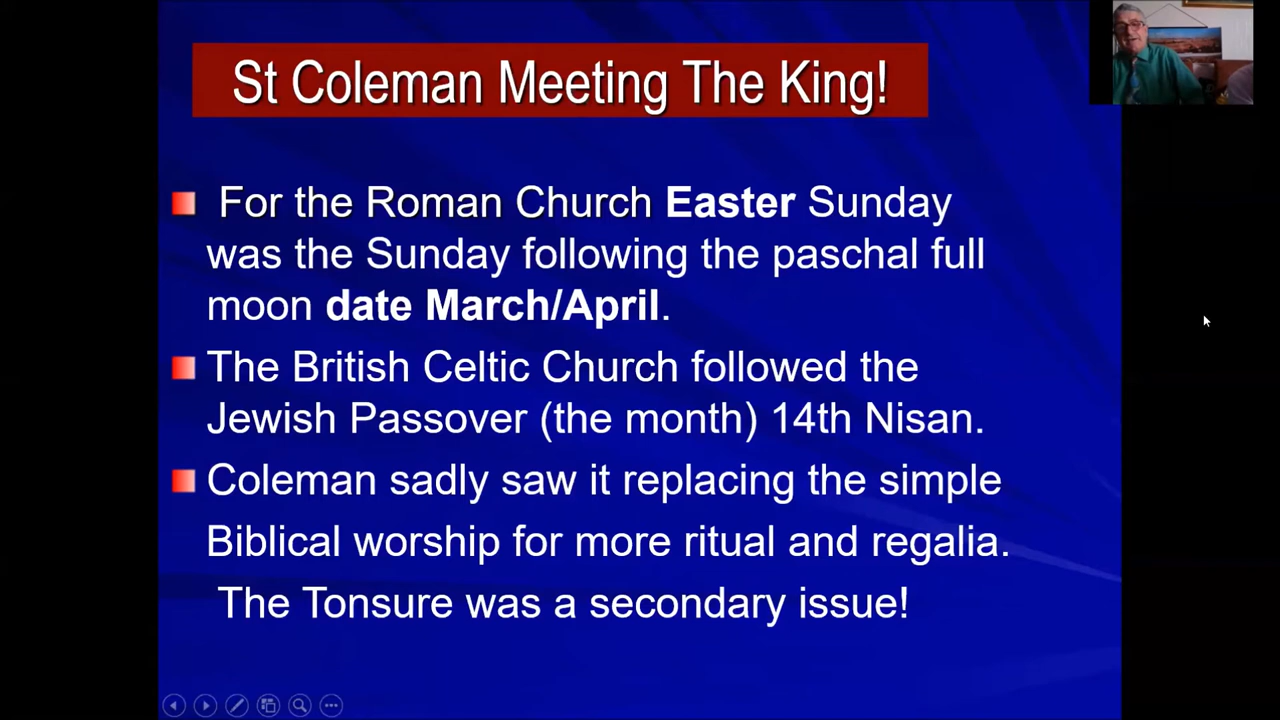 St Coleman Meeting The King!
For the Roman Church Easter Sunday
was the Sunday following the paschal full
moon date March/April.
The British Celtic Church followed the
Jewish Passover (the month) 14th Nisan.
Coleman sadly saw it replacing the simple
Biblical worship for more ritual and regalia.
The Tonsure was a secondary issue!